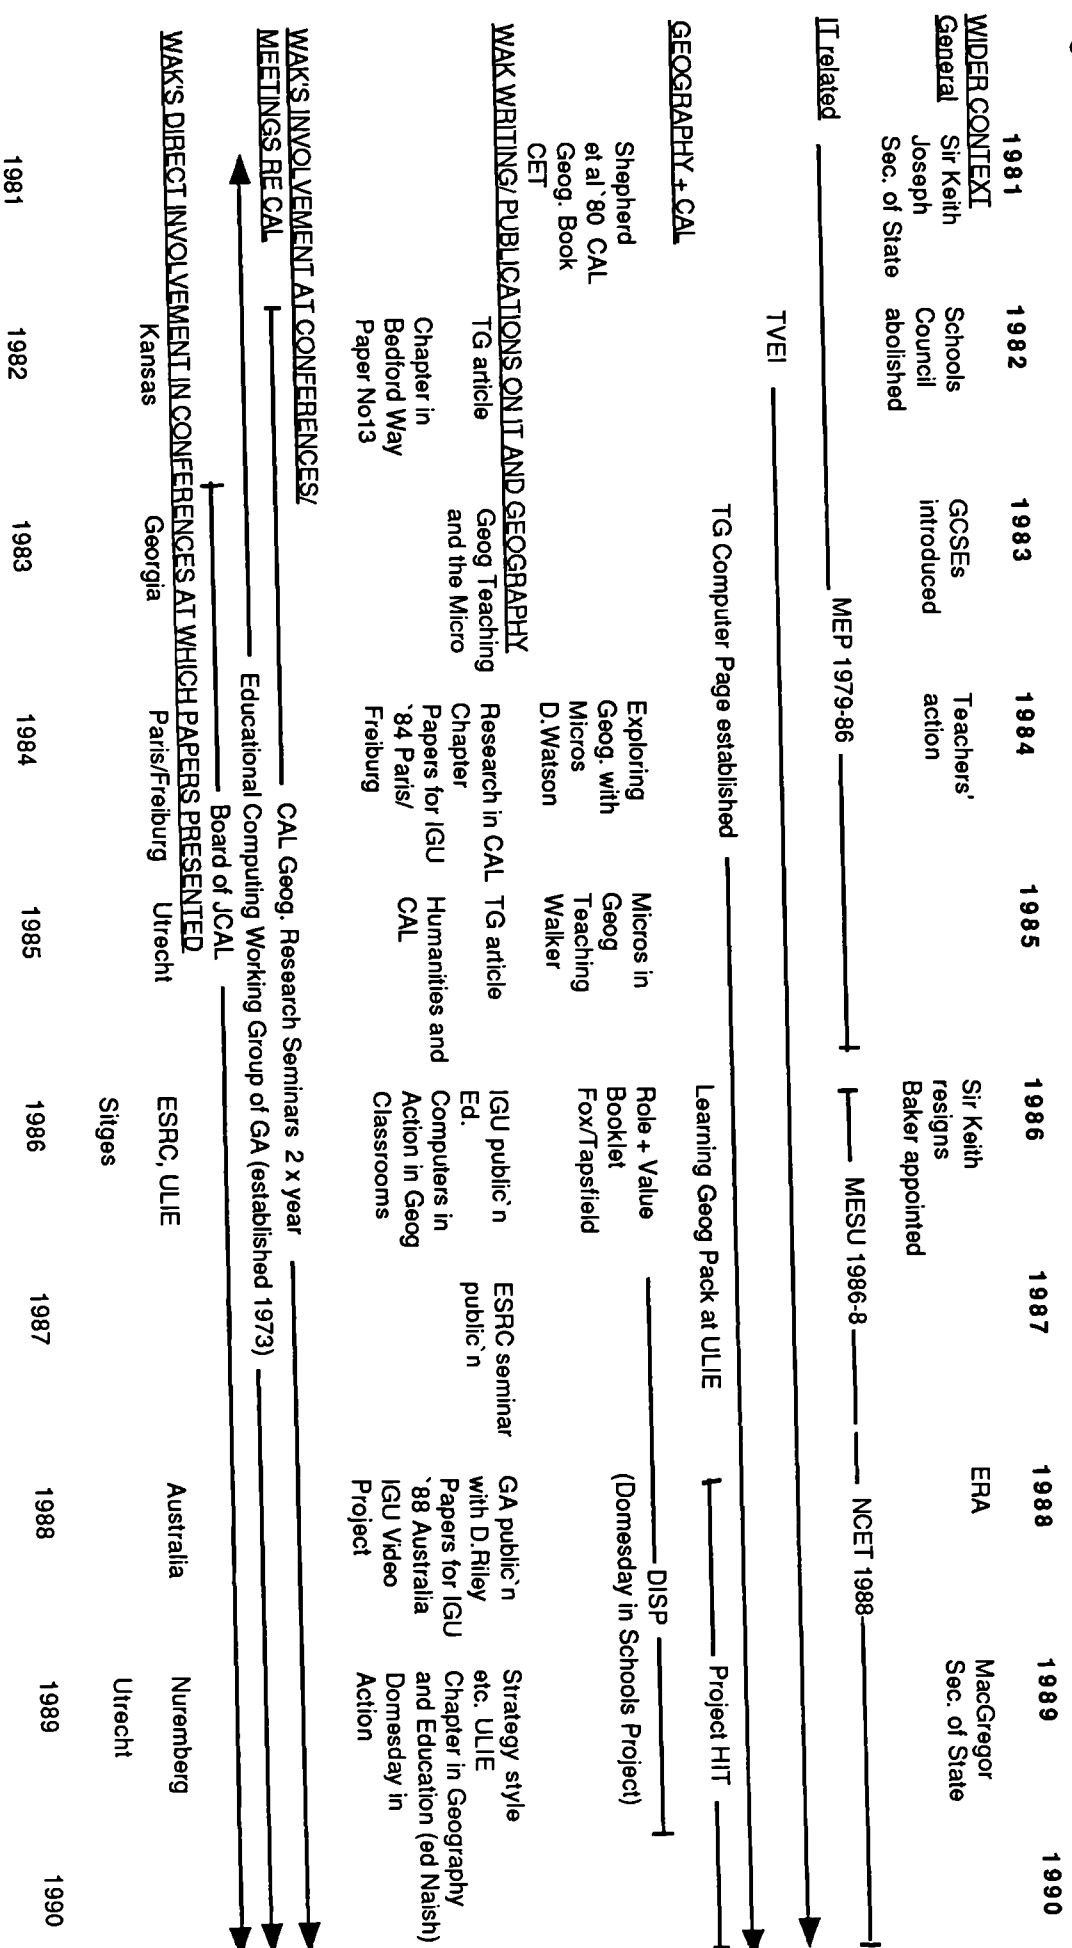 1981 1982 1983 1984 1985 1986 1987 1988 1989 1990
WIDER CONTEXT
General
Sir Keith
Joseph
Sec. of State
Schools
Council
abolished
GCSEs
introduced
Teachers'
action
Sir Keith
resigns
Baker appointed
ERA
MacGregor
Sec. of State
IT related
MEP 1979-86
MESU 1986-8
NCET 1988
TVEI
GEOGRAPHY + CAL
TG Computer Page established
Learning Geog Pack at ULIE
Project HIT
Shepherd
et al `80 CAL
Geog. Book
CET
Exploring
Geog. with
Micros
D.Watson
Micros in
Geog
Teaching
Walker
Role + Value
Booklet
Fox/Tapsfield
DISP
(Domesday in Schools Project)
WAK WRITING/ PUBLICATIONS ON IT AND GEOGRAPHY
TG article
Chapter in
Bedford Way
Paper No13
Geog Teaching
and the Micro
Research in CAL
Chapter
Papers for IGU
`84 Paris/
Freiburg
TG article
Humanities and
CAL
IGU public`n
Ed.
Computers in
Action in Geog
Classrooms
ESRC seminar
public`n
GA public`n
with D.Riley
Papers for IGU
`88 Australia
IGU Video
Project
Strategy style
etc. ULIE
Chapter in Geography
and Education (ed Naish)
Domesday in
Action
WAK'S INVOLVEMENT AT CONFERENCES/
MEETINGS RE CAL
CAL Geog. Research Seminars 2 x year
Educational Computing Working Group of GA (established 1973)
Board of JCAL
WAK'S DIRECT INVOLVEMENT IN CONFERENCES AT WHICH PAPERS PRESENTED
Kansas
Georgia
Paris/Freiburg
Utrecht
ESRC, ULIE
Sitges
Australia
Nuremberg
Utrecht
1981 1982 1983 1984 1985 1986 1987 1988 1989 1990